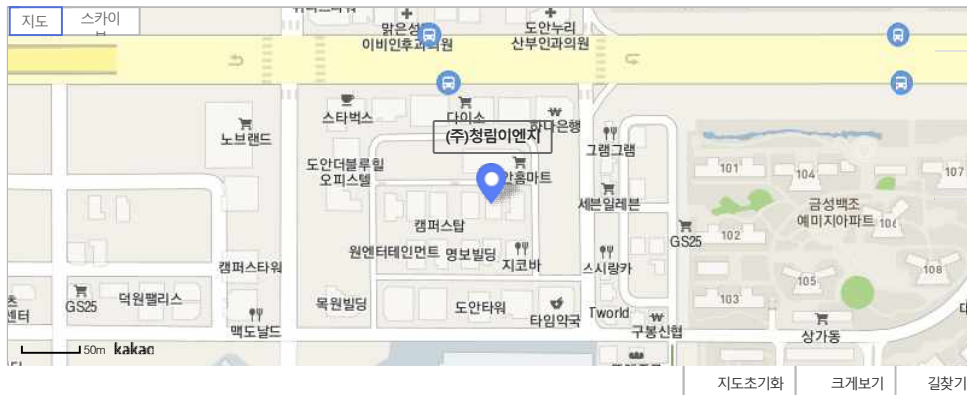 지도
스카이뷰
도안누리
산부인과의원
맑은성
이비인후과의원
스타벅스
다이소
하나은행
노브랜드
(주)청림이엔지
그램그램
도안더블루힐
오피스텔
안홈마트
101
104
107
세븐일레븐
금성백조
예미지아파트
106
캠퍼스탑
GS25
102
원엔터테인먼트
명보빌딩
지코바
스시랑카
캠퍼스타워
105
108
덕원팰리스
GS25
목원빌딩
도안타워
타임약국
Tworld
103
센터
맥도날드
구봉신협
상가동
50m
kakao
지도초기화
크게보기
길찾기